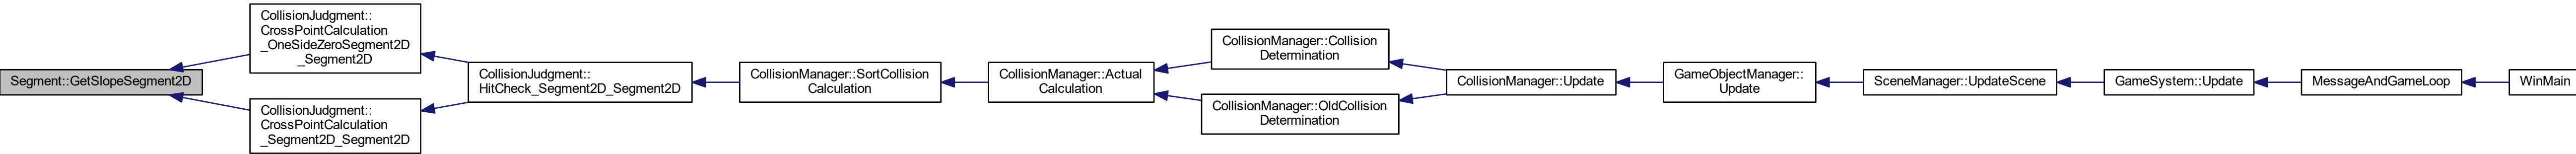 Segment::GetSlopeSegment2D
CollisionJudgment::
CrossPointCalculation
_OneSideZeroSegment2D
_Segment2D
CollisionJudgment::
CrossPointCalculation
_Segment2D_Segment2D
CollisionJudgment::
HitCheck_Segment2D_Segment2D
CollisionManager::SortCollision
Calculation
CollisionManager::Actual
Calculation
CollisionManager::Collision
Determination
CollisionManager::OldCollision
Determination
CollisionManager::Update
GameObjectManager::
Update
SceneManager::UpdateScene
GameSystem::Update
MessageAndGameLoop
WinMain